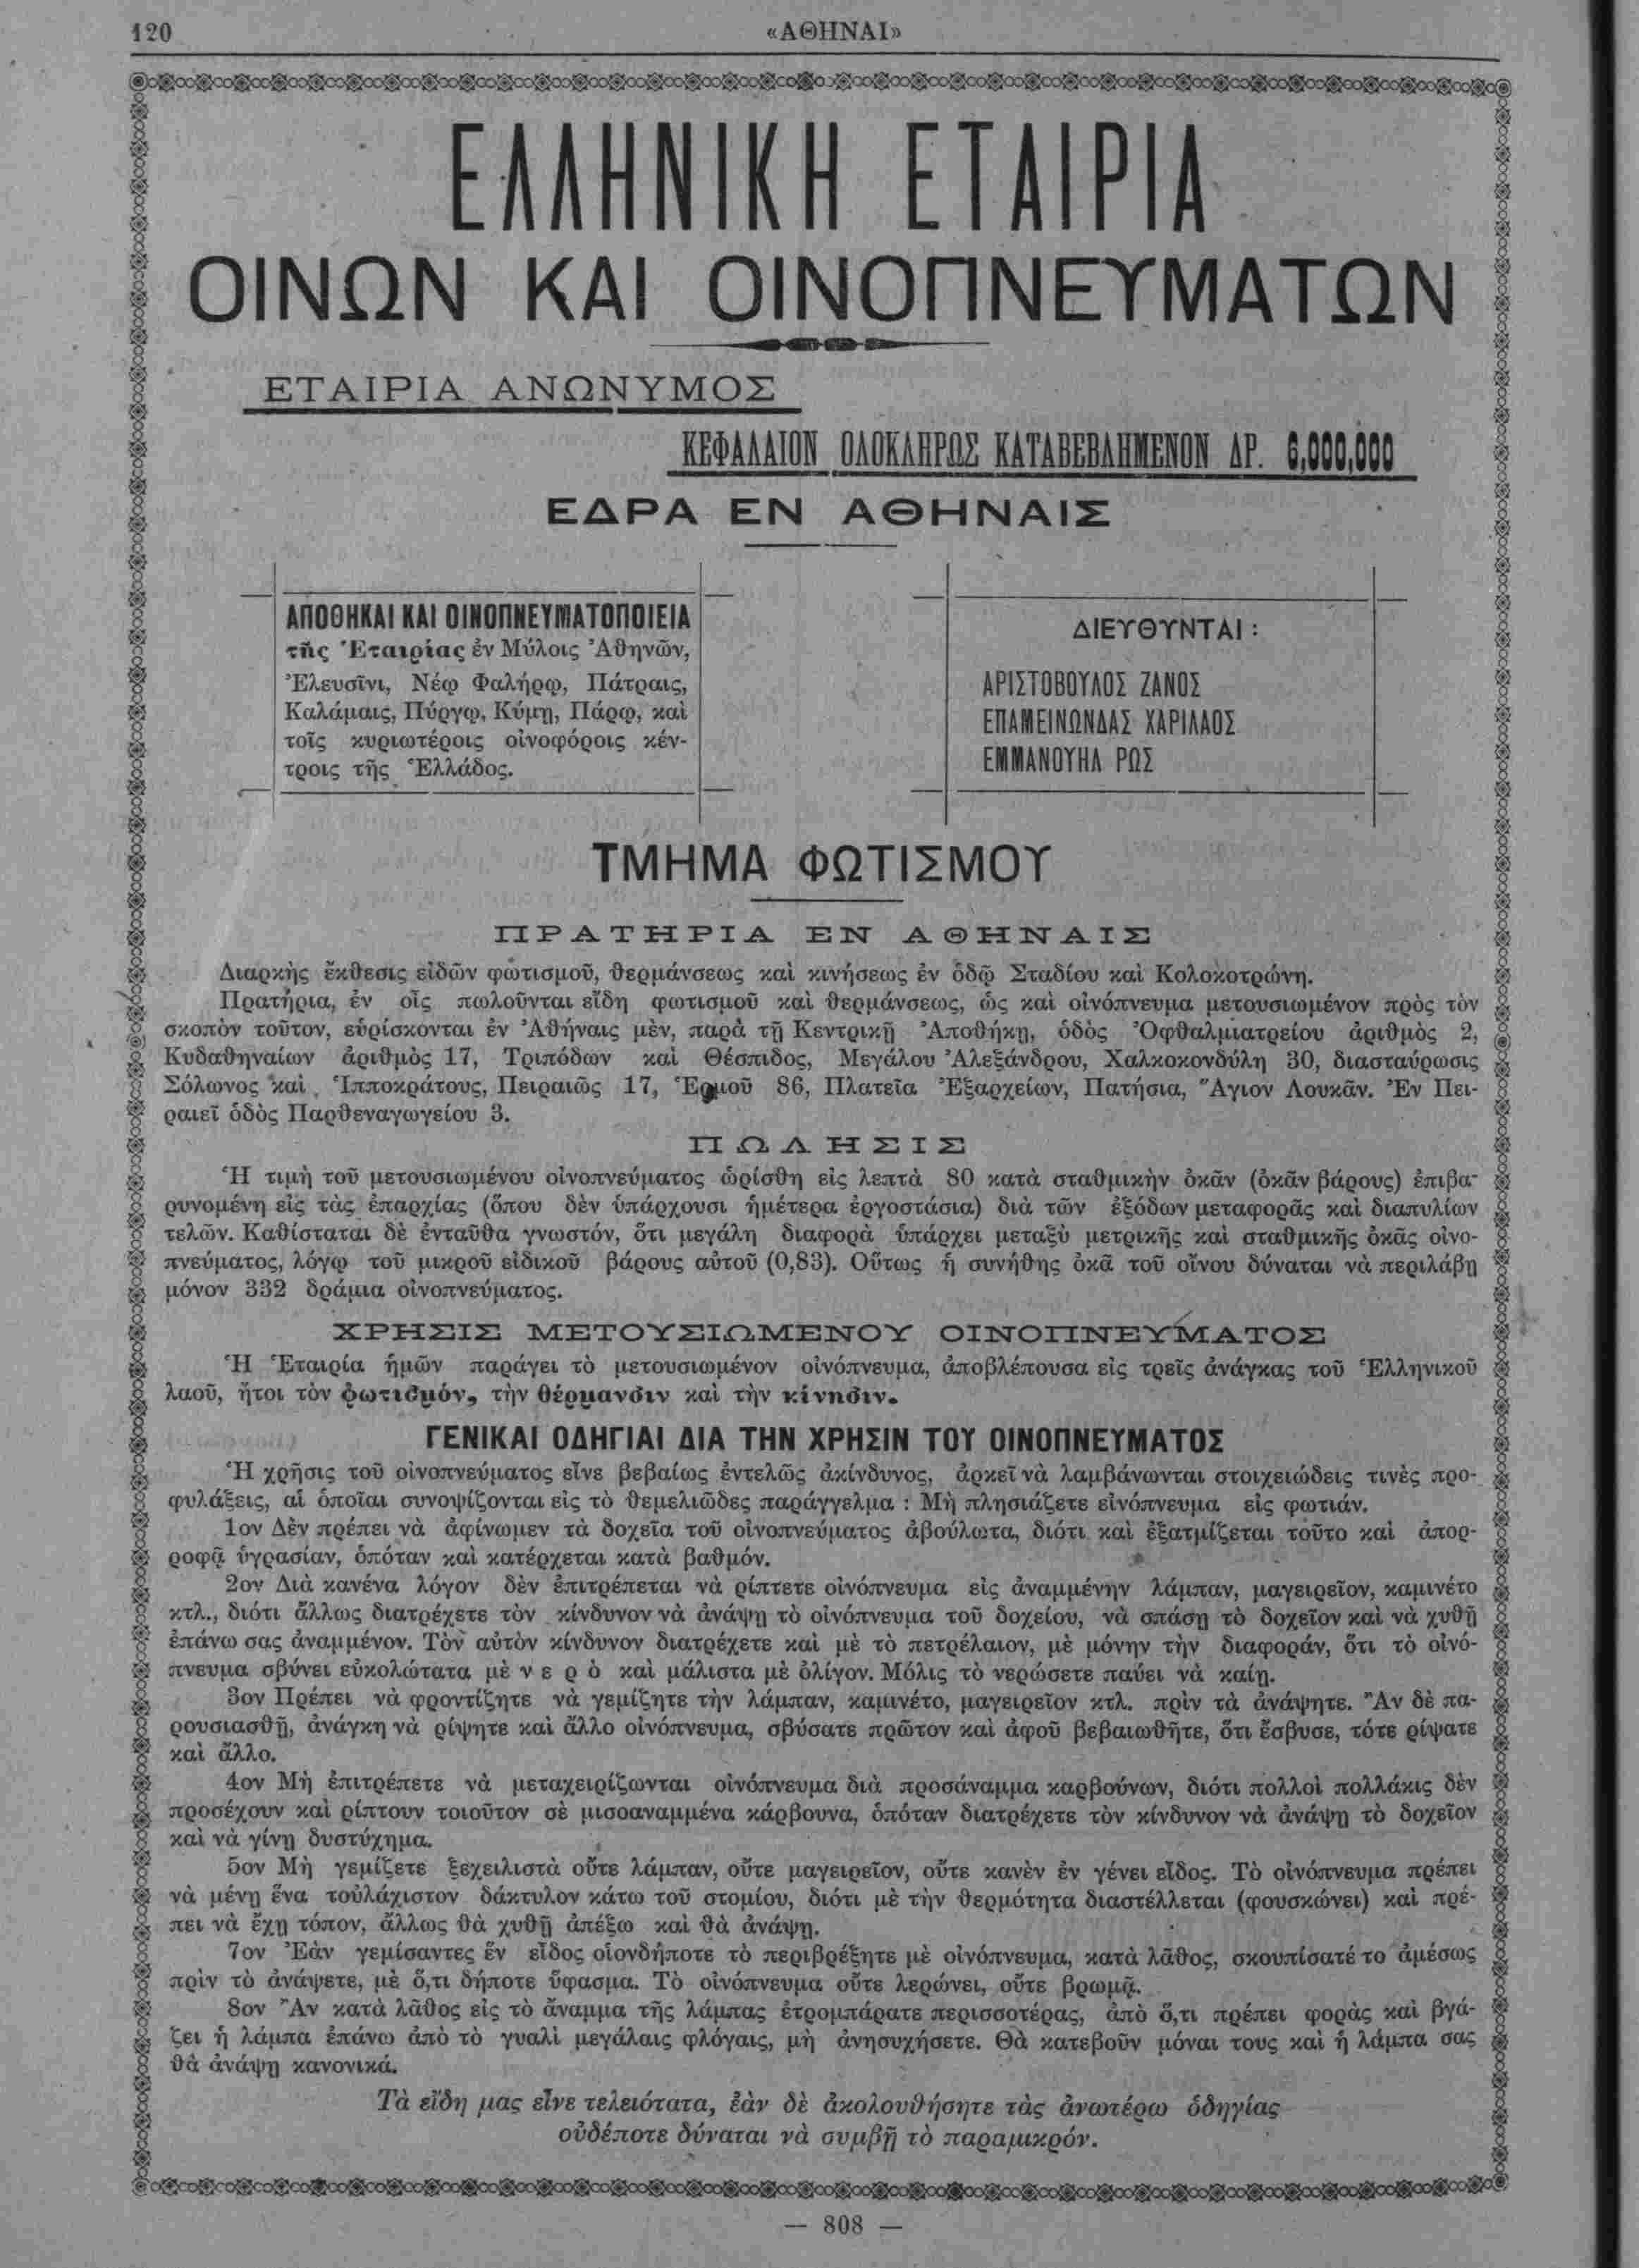 120
«ΑΘΗΝΑΙ»
ΕΛΛΗΝΙΚΗ ΕΤΑΙΡΙΑ
ΟΙΝΩΝ ΚΑΙ ΟΙΝΟΠΝΕΥΜΑΤΩΝ
ΕΤΑΙΡΙΑ ΑΝΩΝΥΜΟΣ
ΚΕΦΑΛΑΙΟΝ ΟΛΟΚΛΗΡΩΣ ΚΑΤΑΒΕΒΛΗΜΕΝΟΝ ΔΡ. 6,000,000
ΕΔΡΑ ΕΝ ΑΘΗΝΑΙΣ
ΑΠΟΘΗΚΑΙ ΚΑΙ ΟΙΝΟΠΝΕΥΜΑΤΟΠΟΙΕΙΑ
τῆς Ἑταιρίας ἐν Μύλοις Ἀθηνῶν,
Ἐλευσῖνι, Νέῳ Φαλήρῳ, Πάτραις,
Καλάμαις, Πύργῳ, Κύμῃ, Πάρῳ, καὶ
τοῖς κυριωτέροις οἰνοφόροις κέν-
τροις τῆς Ἑλλάδος.
ΔΙΕΥΘΥΝΤΑΙ :
ΑΡΙΣΤΟΒΟΥΛΟΣ ΖΑΝΟΣ
ΕΠΑΜΕΙΝΩΝΔΑΣ ΧΑΡΙΛΑΟΣ
ΕΜΜΑΝΟΥΗΛ ΡΩΣ
ΤΜΗΜΑ ΦΩΤΙΣΜΟΥ
ΠΡΑΤΗΡΙΑ ΕΝ ΑΘΗΝΑΙΣ
Διαρκὴς ἔκθεσις εἰδῶν φωτισμοῦ, θερμάνσεως καὶ κινήσεως ἐν ὁδῷ Σταδίου καὶ Κολοκοτρώνη.
Πρατήρια, ἐν οἷς πωλοῦνται εἴδη φωτισμοῦ καὶ θερμάνσεως, ὡς καὶ οἰνόπνευμα μετουσιωμένον πρὸς τὸν
σκοπὸν τοῦτον, εὑρίσκονται ἐν Ἀθήναις μὲν, παρὰ τῇ Κεντρικῇ Ἀποθήκῃ, ὁδὸς Ὀφθαλμιατρείου ἀριθμὸς 2,
Κυδαθηναίων ἀριθμὸς 17, Τριπόδων καὶ Θέσπιδος, Μεγάλου Ἀλεξάνδρου, Χαλκοκονδύλη 30, διασταύρωσις
Σόλωνος καὶ Ἱπποκράτους, Πειραιῶς 17, Ἑρμοῦ 86, Πλατεῖα Ἐξαρχείων, Πατήσια, Ἅγιον Λουκᾶν. Ἐν Πει-
ραιεῖ ὁδὸς Παρθεναγωγείου 3.
ΠΩΛΗΣΙΣ
Ἡ τιμὴ τοῦ μετουσιωμένου οἰνοπνεύματος ὡρίσθη εἰς λεπτὰ 80 κατὰ σταθμικὴν ὀκᾶν (ὀκᾶν βάρους) ἐπιβα-
ρυνομένη εἰς τὰς ἐπαρχίας (ὅπου δὲν ὑπάρχουσι ἡμέτερα ἐργοστάσια) διὰ τῶν ἐξόδων μεταφορᾶς καὶ διαπυλίων
τελῶν. Καθίσταται δὲ ἐνταῦθα γνωστόν, ὅτι μεγάλη διαφορὰ ὑπάρχει μεταξὺ μετρικῆς καὶ σταθμικῆς ὀκᾶς οἰνο-
πνεύματος, λόγῳ τοῦ μικροῦ εἰδικοῦ βάρους αὐτοῦ (0,83). Οὕτως ἡ συνήθης ὀκᾶ τοῦ οἴνου δύναται νὰ περιλάβῃ
μόνον 332 δράμια οἰνοπνεύματος.
ΧΡΗΣΙΣ ΜΕΤΟΥΣΙΩΜΕΝΟΥ ΟΙΝΟΠΝΕΥΜΑΤΟΣ
Ἡ Ἑταιρία ἡμῶν παράγει τὸ μετουσιωμένον οἰνόπνευμα, ἀποβλέπουσα εἰς τρεῖς ἀνάγκας τοῦ Ἑλληνικοῦ
λαοῦ, ἤτοι τὸν φωτισμόν, τὴν θέρμανσιν καὶ τὴν κίνησιν.
ΓΕΝΙΚΑΙ ΟΔΗΓΙΑΙ ΔΙΑ ΤΗΝ ΧΡΗΣΙΝ ΤΟΥ ΟΙΝΟΠΝΕΥΜΑΤΟΣ
Ἡ χρῆσις τοῦ οἰνοπνεύματος εἶνε βεβαίως ἐντελῶς ἀκίνδυνος, ἀρκεῖ νὰ λαμβάνωνται στοιχειώδεις τινὲς προ-
φυλάξεις, αἱ ὁποῖαι συνοψίζονται εἰς τὸ θεμελιῶδες παράγγελμα : Μὴ πλησιάζετε εἰνόπνευμα εἰς φωτιάν.
1ον Δὲν πρέπει νὰ ἀφίνωμεν τὰ δοχεῖα τοῦ οἰνοπνεύματος ἀβούλωτα, διότι καὶ ἐξατμίζεται τοῦτο καὶ ἀπορ-
ροφᾷ ὑγρασίαν, ὁπόταν καὶ κατέρχεται κατὰ βαθμόν.
2ον Διὰ κανένα λόγον δὲν ἐπιτρέπεται νὰ ρίπτετε οἰνόπνευμα εἰς ἀναμμένην λάμπαν, μαγειρεῖον, καμινέτο
κτλ., διότι ἄλλως διατρέχετε τὸν κίνδυνον νὰ ἀνάψῃ τὸ οἰνόπνευμα τοῦ δοχείου, νὰ σπάσῃ τὸ δοχεῖον καὶ νὰ χυθῇ
ἐπάνω σας ἀναμμένον. Τὸν αὐτὸν κίνδυνον διατρέχετε καὶ μὲ τὸ πετρέλαιον, μὲ μόνην τὴν διαφοράν, ὅτι τὸ οἰνό-
πνευμα σβύνει εὐκολώτατα μὲ ν ε ρ ὸ καὶ μάλιστα μὲ ὀλίγον. Μόλις τὸ νερώσετε παύει νὰ καίῃ.
3ον Πρέπει νὰ φροντίζητε νὰ γεμίζητε τὴν λάμπαν, καμινέτο, μαγειρεῖον κτλ. πρὶν τὰ ἀνάψητε. Ἂν δὲ πα-
ρουσιασθῇ, ἀνάγκη νὰ ρίψητε καὶ ἄλλο οἰνόπνευμα, σβύσατε πρῶτον καὶ ἀφοῦ βεβαιωθῆτε, ὅτι ἔσβυσε, τότε ρίψατε
καὶ ἄλλο.
4ον Μὴ ἐπιτρέπετε νὰ μεταχειρίζωνται οἰνόπνευμα διὰ προσάναμμα καρβούνων, διότι πολλοὶ πολλάκις δὲν
προσέχουν καὶ ρίπτουν τοιοῦτον σὲ μισοαναμμένα κάρβουνα, ὁπόταν διατρέχετε τὸν κίνδυνον νὰ ἀνάψῃ τὸ δοχεῖον
καὶ νὰ γίνῃ δυστύχημα.
5ον Μὴ γεμίζετε ξεχειλιστὰ οὔτε λάμπαν, οὔτε μαγειρεῖον, οὔτε κανὲν ἐν γένει εἶδος. Τὸ οἰνόπνευμα πρέπει
νὰ μένῃ ἕνα τοὐλάχιστον δάκτυλον κάτω τοῦ στομίου, διότι μὲ τὴν θερμότητα διαστέλλεται (φουσκώνει) καὶ πρέ-
πει νὰ ἔχῃ τόπον, ἄλλως θὰ χυθῇ ἀπέξω καὶ θὰ ἀνάψῃ.
7ον Ἐὰν γεμίσαντες ἓν εἶδος οἱονδήποτε τὸ περιβρέξητε μὲ οἰνόπνευμα, κατὰ λᾶθος, σκουπίσατέ το ἀμέσως
πρὶν τὸ ἀνάψετε, μὲ ὅ,τι δήποτε ὕφασμα. Τὸ οἰνόπνευμα οὔτε λερώνει, οὔτε βρωμᾷ.
8ον Ἂν κατὰ λᾶθος εἰς τὸ ἄναμμα τῆς λάμπας ἐτρομπάρατε περισσοτέρας, ἀπὸ ὅ,τι πρέπει φορὰς καὶ βγά-
ζει ἡ λάμπα ἐπάνω ἀπὸ τὸ γυαλὶ μεγάλαις φλόγαις, μὴ ἀνησυχήσετε. Θὰ κατεβοῦν μόναι τους καὶ ἡ λάμπα σας
θὰ ἀνάψῃ κανονικά.
Τὰ εἴδη μας εἶνε τελειότατα, ἐὰν δὲ ἀκολουθήσητε τὰς ἀνωτέρω ὁδηγίας
οὐδέποτε δύναται νὰ συμβῇ τὸ παραμικρόν.
— 808 —